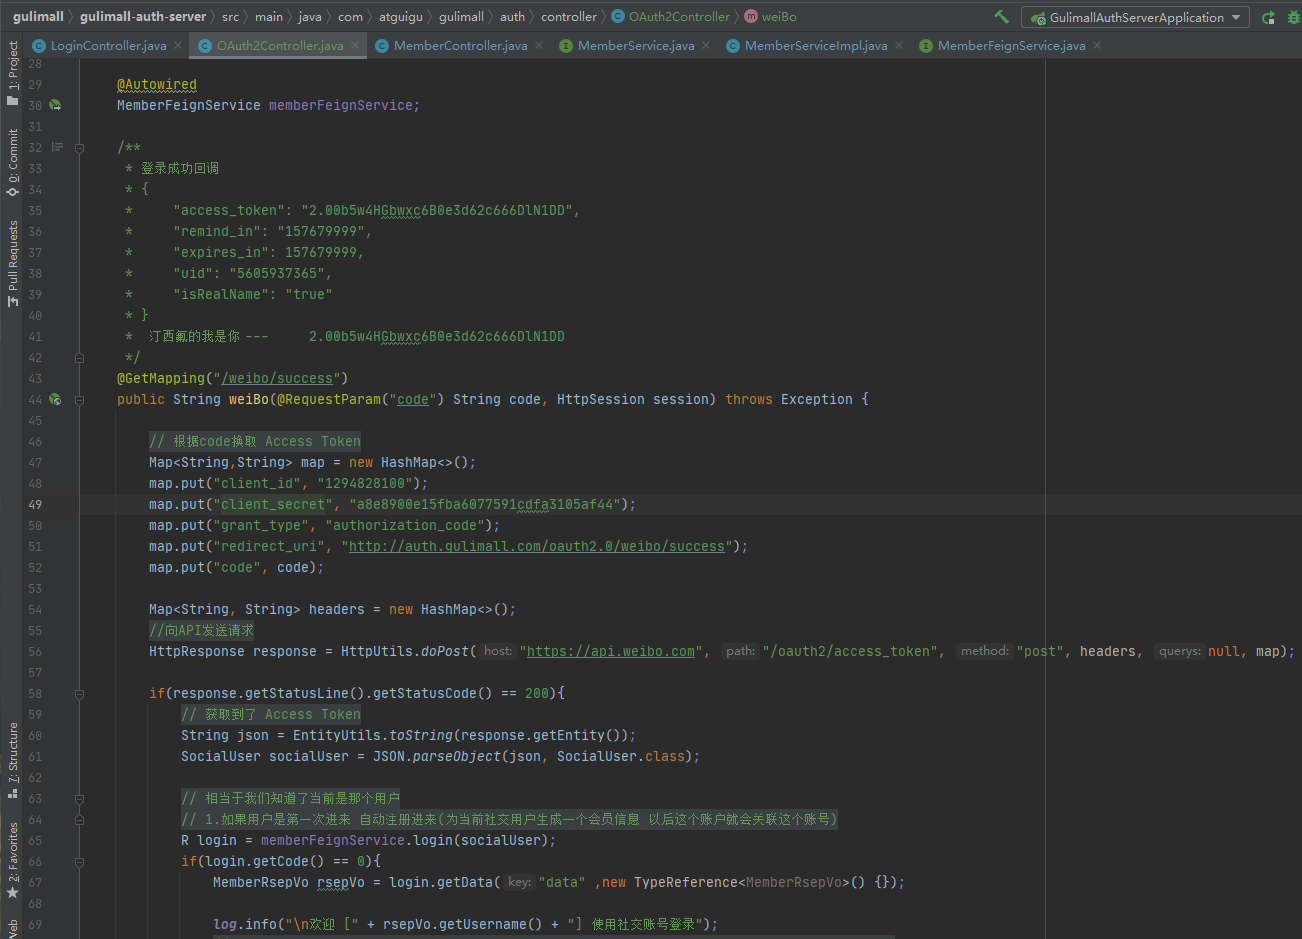 gulimall gulimall-auth-server src main java com atguigu gulimall auth controller OAuth2Controller weiBo GulimallAuthServerApplication
LoginController.java OAuth2Controller.java MemberController.java MemberService.java MemberServiceImpl.java MemberFeignService.java
1: Project
0: Commit
Pull Requests
7: Structure
2: Favorites
Web
28
29 @Autowired
30 MemberFeignService memberFeignService;
31
32 /**
33 * 登录成功回调
34 * {
35 * "access_token": "2.00b5w4HGbwxc6B0e3d62c666DlN1DD",
36 * "remind_in": "157679999",
37 * "expires_in": 157679999,
38 * "uid": "5605937365",
39 * "isRealName": "true"
40 * }
41 * 汀西氟的我是你 --- 2.00b5w4HGbwxc6B0e3d62c666DlN1DD
42 */
43 @GetMapping("/weibo/success")
44 public String weiBo(@RequestParam("code") String code, HttpSession session) throws Exception {
45
46 // 根据code换取 Access Token
47 Map<String,String> map = new HashMap<>();
48 map.put("client_id", "1294828100");
49 map.put("client_secret", "a8e8900e15fba6077591cdfa3105af44");
50 map.put("grant_type", "authorization_code");
51 map.put("redirect_uri", "http://auth.gulimall.com/oauth2.0/weibo/success");
52 map.put("code", code);
53
54 Map<String, String> headers = new HashMap<>();
55 //向API发送请求
56 HttpResponse response = HttpUtils.doPost( host: "https://api.weibo.com", path: "/oauth2/access_token", method: "post", headers, querys: null, map);
57
58 if(response.getStatusLine().getStatusCode() == 200){
59 // 获取到了 Access Token
60 String json = EntityUtils.toString(response.getEntity());
61 SocialUser socialUser = JSON.parseObject(json, SocialUser.class);
62
63 // 相当于我们知道了当前是那个用户
64 // 1.如果用户是第一次进来 自动注册进来(为当前社交用户生成一个会员信息 以后这个账户就会关联这个账号)
65 R login = memberFeignService.login(socialUser);
66 if(login.getCode() == 0){
67 MemberRsepVo rsepVo = login.getData( key: "data" ,new TypeReference<MemberRsepVo>() {});
68
69 log.info("\n欢迎 [" + rsepVo.getUsername() + "] 使用社交账号登录");